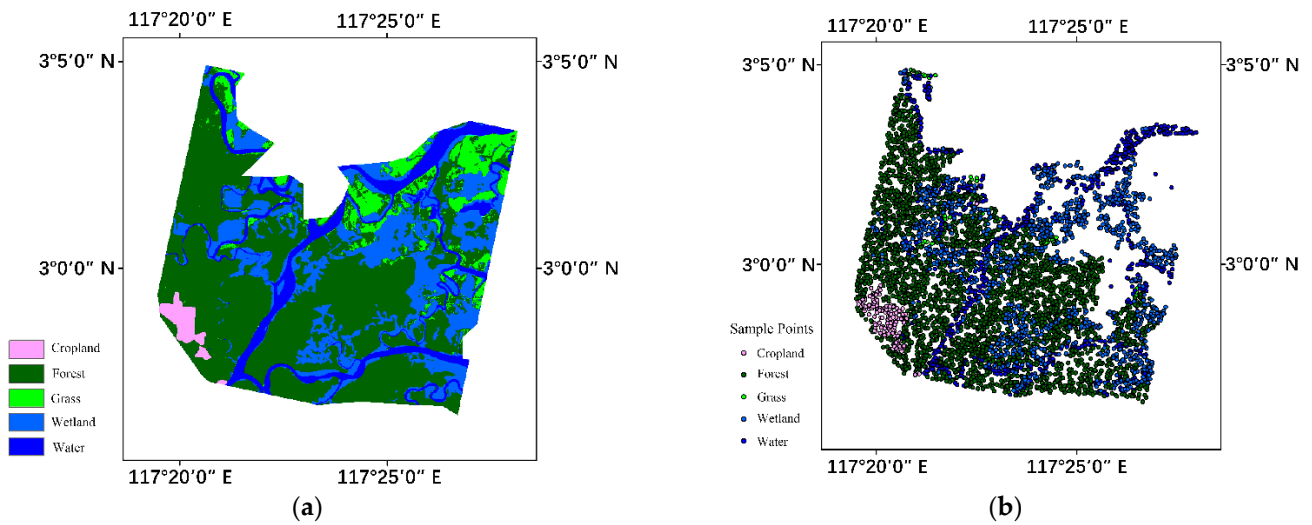 117°20′0″ E 117°25′0″ E
3°5′0″ N 3°5′0″ N
3°0′0″ N 3°0′0″ N
Cropland
Forest
Grass
Wetland
Water
117°20′0″ E 117°25′0″ E
(a)
117°20′0″ E 117°25′0″ E
3°5′0″ N 3°5′0″ N
3°0′0″ N 3°0′0″ N
Sample Points
Cropland
Forest
Grass
Wetland
Water
117°20′0″ E 117°25′0″ E
(b)